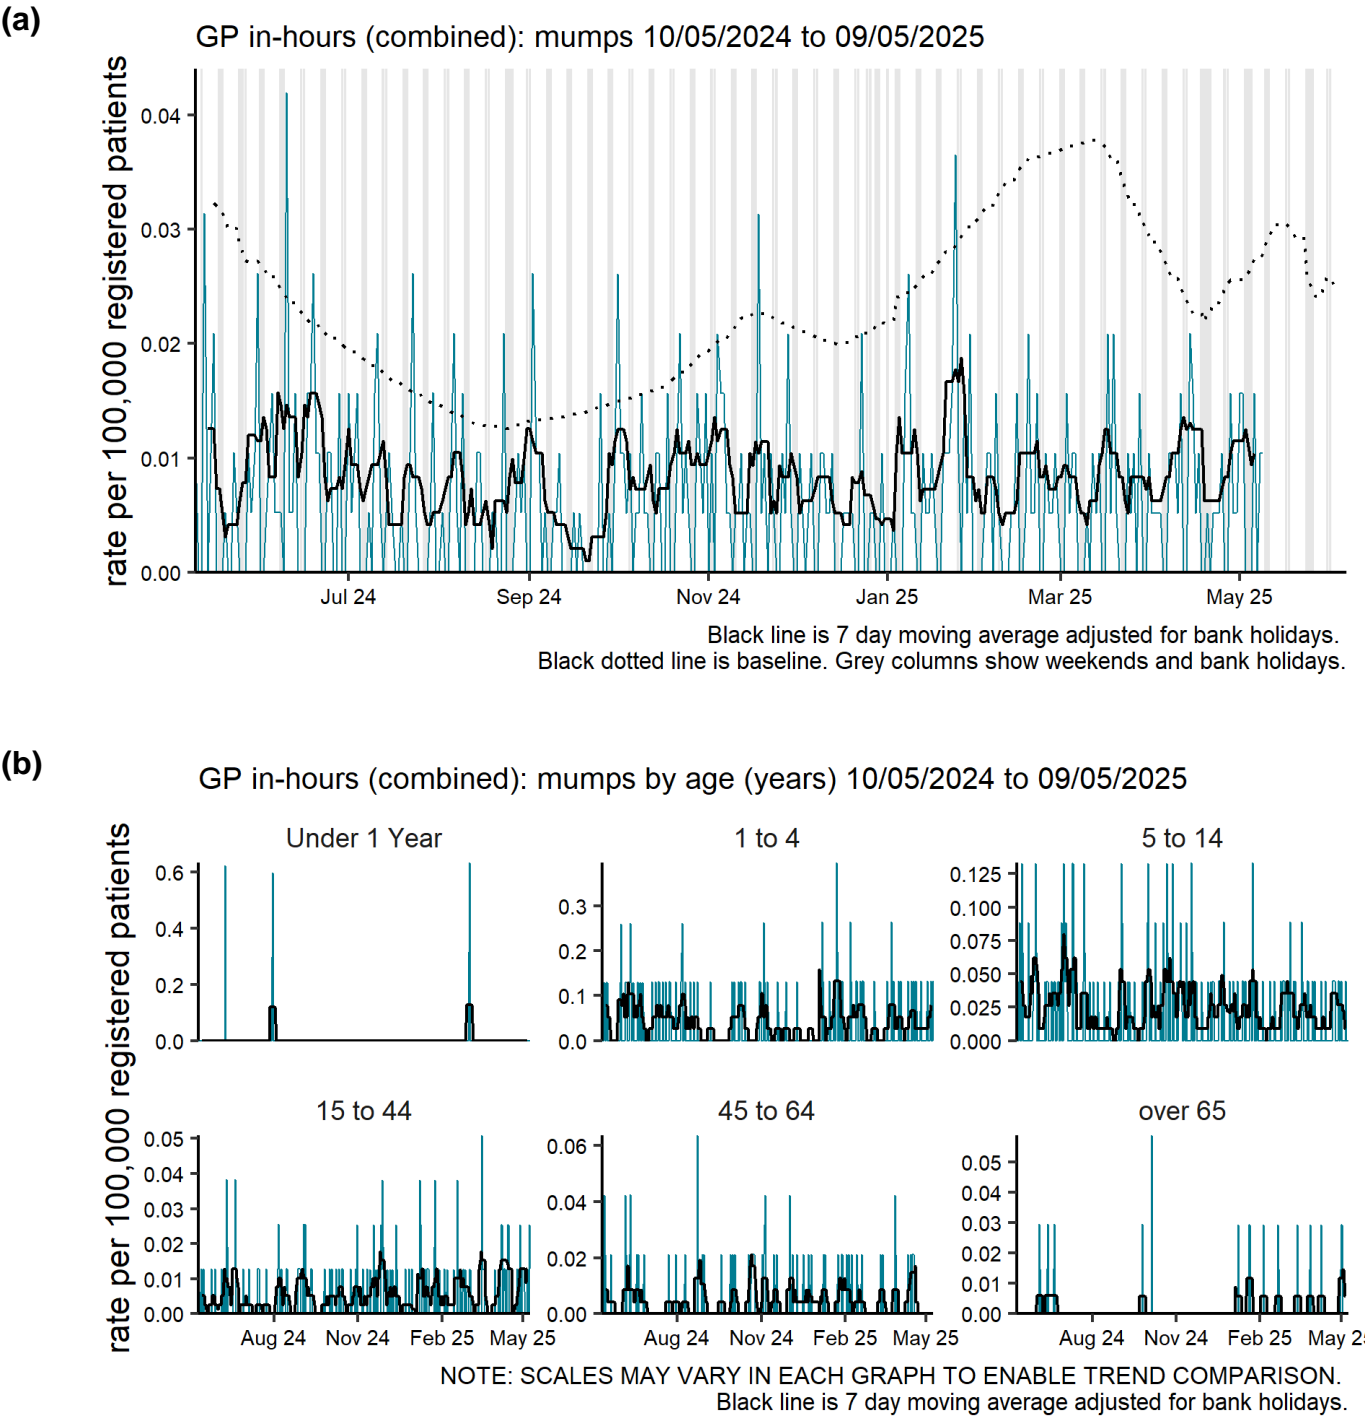 (a)
GP in-hours (combined): mumps 10/05/2024 to 09/05/2025
rate per 100,000 registered patients
0.04
0.03
0.02
0.01
0.00
Jul 24
Sep 24
Nov 24
Jan 25
Mar 25
May 25
Black line is 7 day moving average adjusted for bank holidays.
Black dotted line is baseline. Grey columns show weekends and bank holidays.
(b)
GP in-hours (combined): mumps by age (years) 10/05/2024 to 09/05/2025
rate per 100,000 registered patients
Under 1 Year
0.6
0.4
0.2
0.0
1 to 4
0.3
0.2
0.1
0.0
5 to 14
0.125
0.100
0.075
0.050
0.025
0.000
15 to 44
0.05
0.04
0.03
0.02
0.01
0.00
Aug 24
Nov 24
Feb 25
May 25
45 to 64
0.06
0.04
0.02
0.00
Aug 24
Nov 24
Feb 25
May 25
over 65
0.05
0.04
0.03
0.02
0.01
0.00
Aug 24
Nov 24
Feb 25
May 25
NOTE: SCALES MAY VARY IN EACH GRAPH TO ENABLE TREND COMPARISON.
Black line is 7 day moving average adjusted for bank holidays.